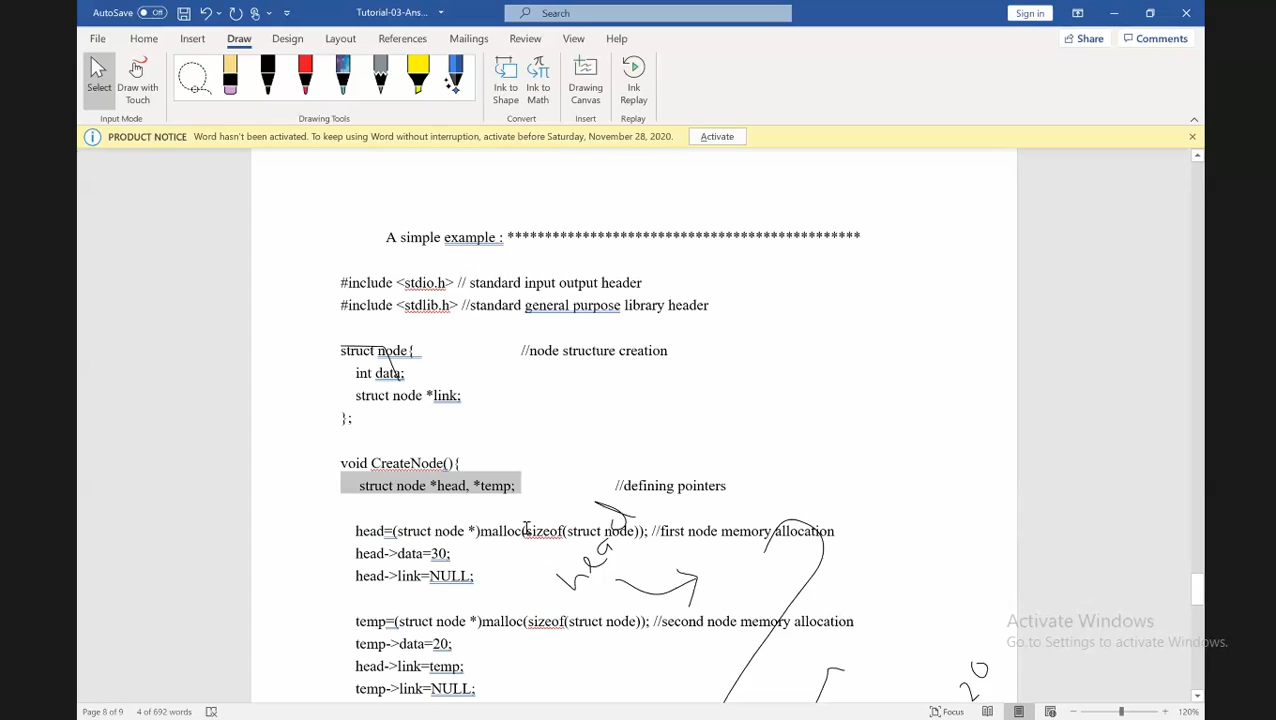 AutoSave Off Tutorial-03-Ans... Search Sign in
File Home Insert Draw Design Layout References Mailings Review View Help Share Comments
Select Draw with Touch Ink to Shape Ink to Math Drawing Canvas Ink Replay
Input Mode Drawing Tools Convert Insert Replay
PRODUCT NOTICE Word hasn't been activated. To keep using Word without interruption, activate before Saturday, November 28, 2020. Activate
A simple example : ***********************************************
#include <stdio.h> // standard input output header
#include <stdlib.h> //standard general purpose library header
struct node{ //node structure creation
int data;
struct node *link;
};
void CreateNode(){
struct node *head, *temp; //defining pointers
head=(struct node *)malloc(sizeof(struct node)); //first node memory allocation
head->data=30;
head->link=NULL;
head
temp=(struct node *)malloc(sizeof(struct node)); //second node memory allocation
temp->data=20;
head->link=temp;
temp->link=NULL;
20
Activate Windows
Go to Settings to activate Windows.
Page 8 of 9 4 of 692 words Focus 120%